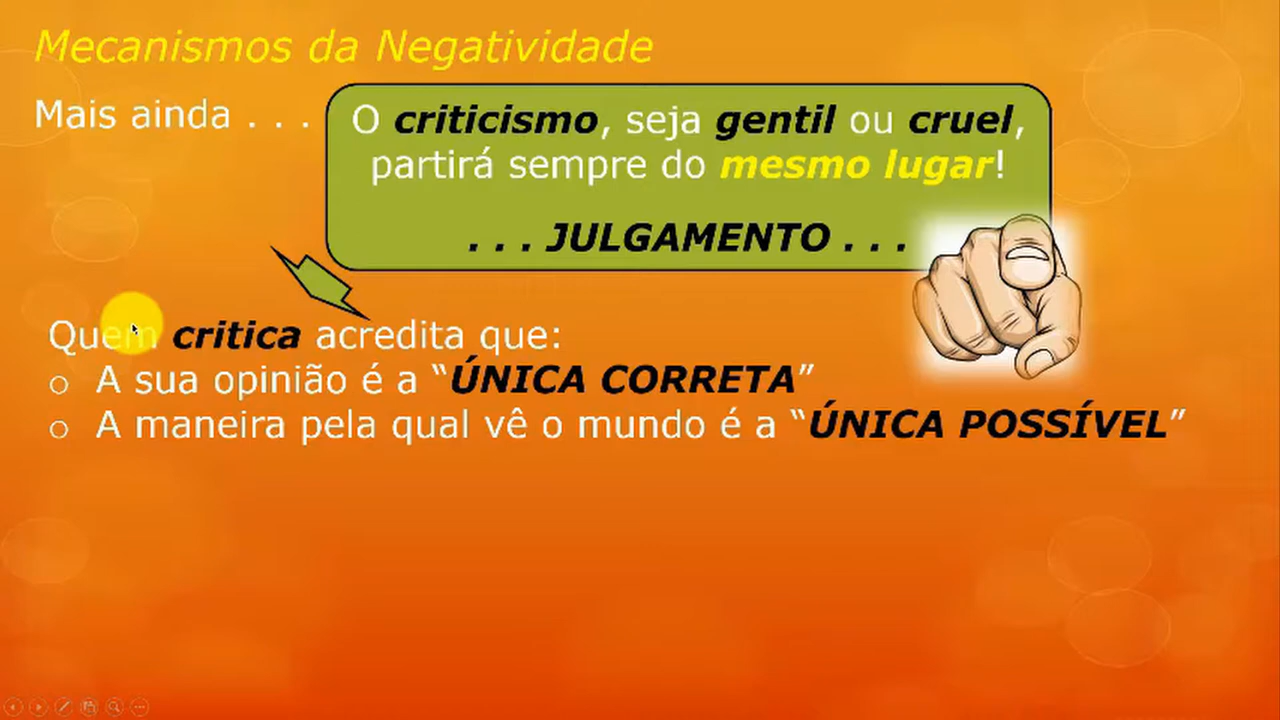 Mecanismos da Negatividade
Mais ainda . . .
O criticismo, seja gentil ou cruel,
partirá sempre do mesmo lugar!
. . . JULGAMENTO . . .
Quem critica acredita que:
o A sua opinião é a “ÚNICA CORRETA”
o A maneira pela qual vê o mundo é a “ÚNICA POSSÍVEL”